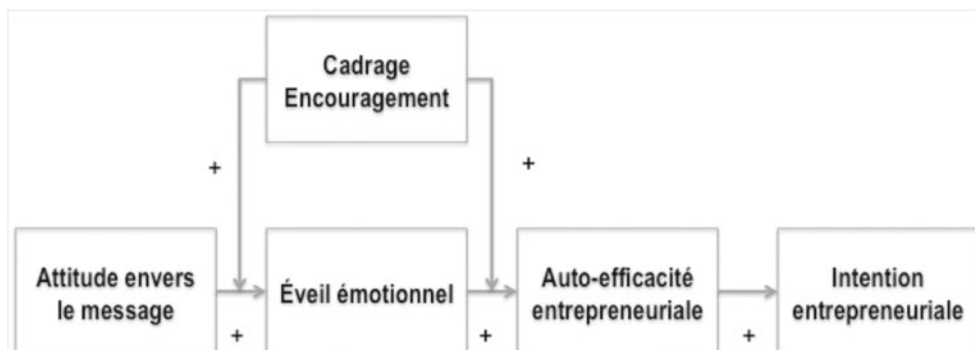 Cadrage
Encouragement
+
+
Attitude envers
le message
Éveil émotionnel
Auto-efficacité
entrepreneuriale
Intention
entrepreneuriale
+
+
+